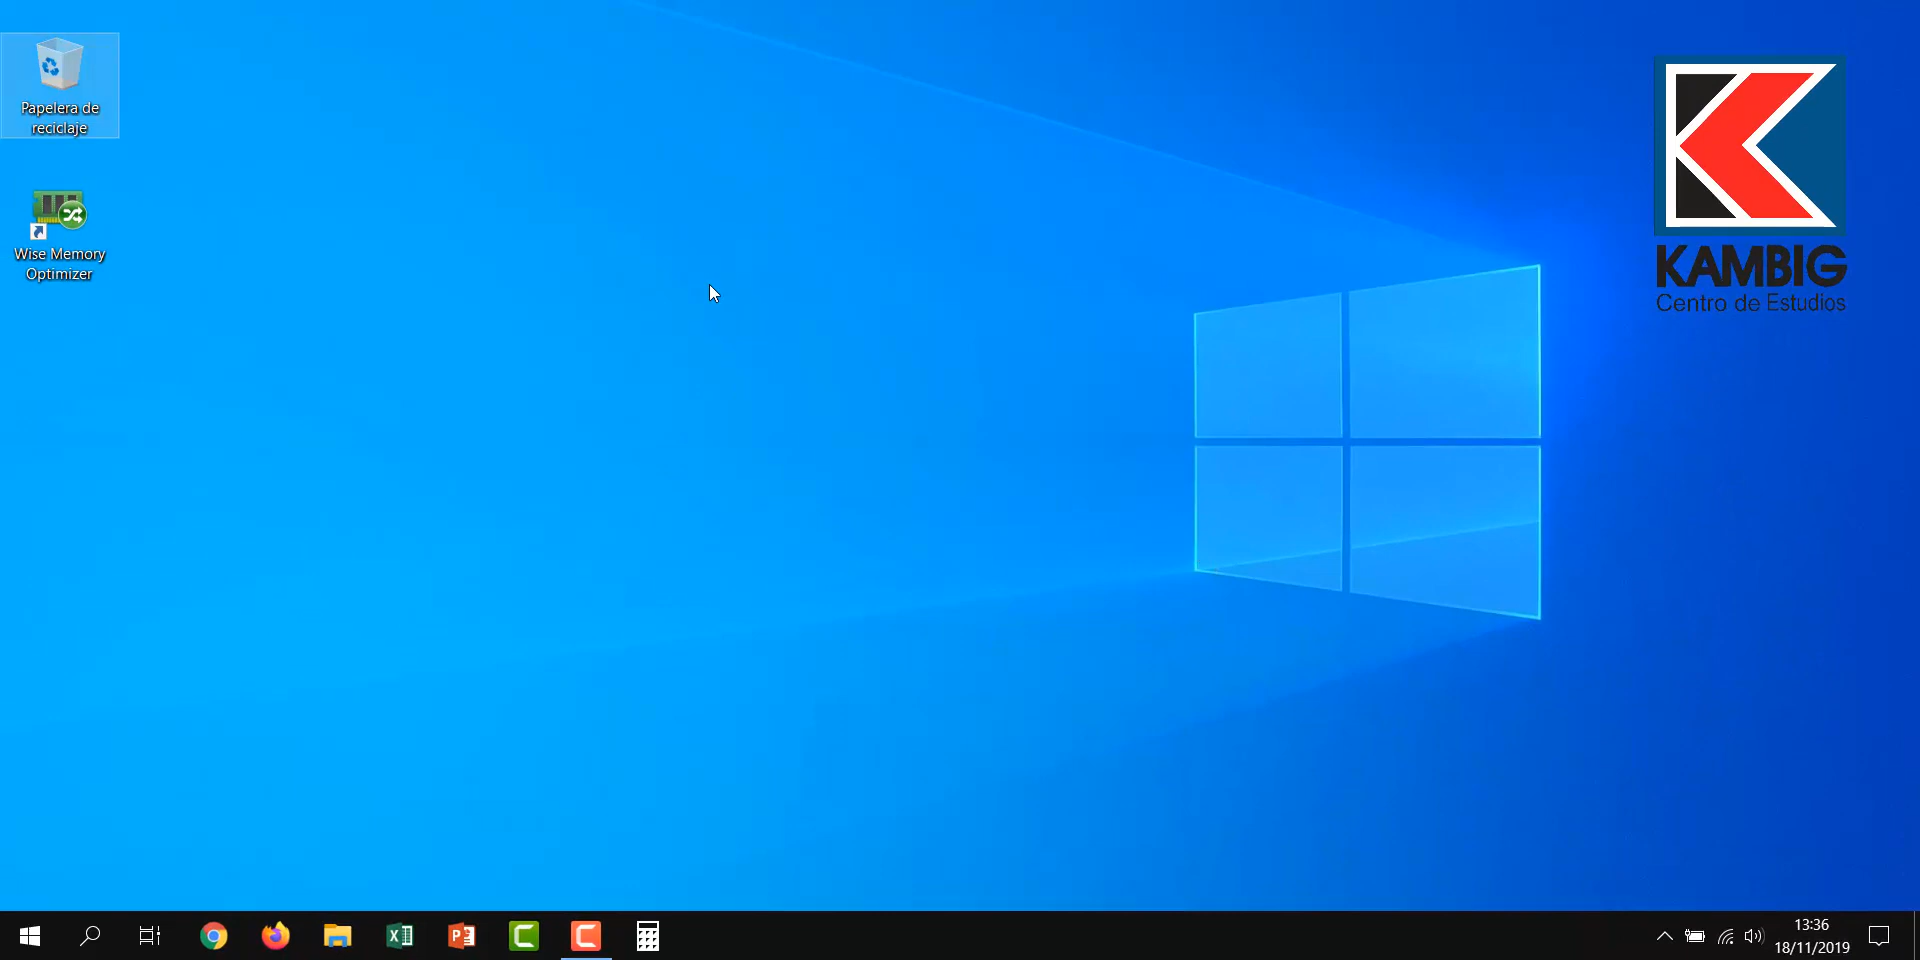 Papelera de
reciclaje
Wise Memory
Optimizer
KAMBIG
Centro de Estudios
13:36
18/11/2019